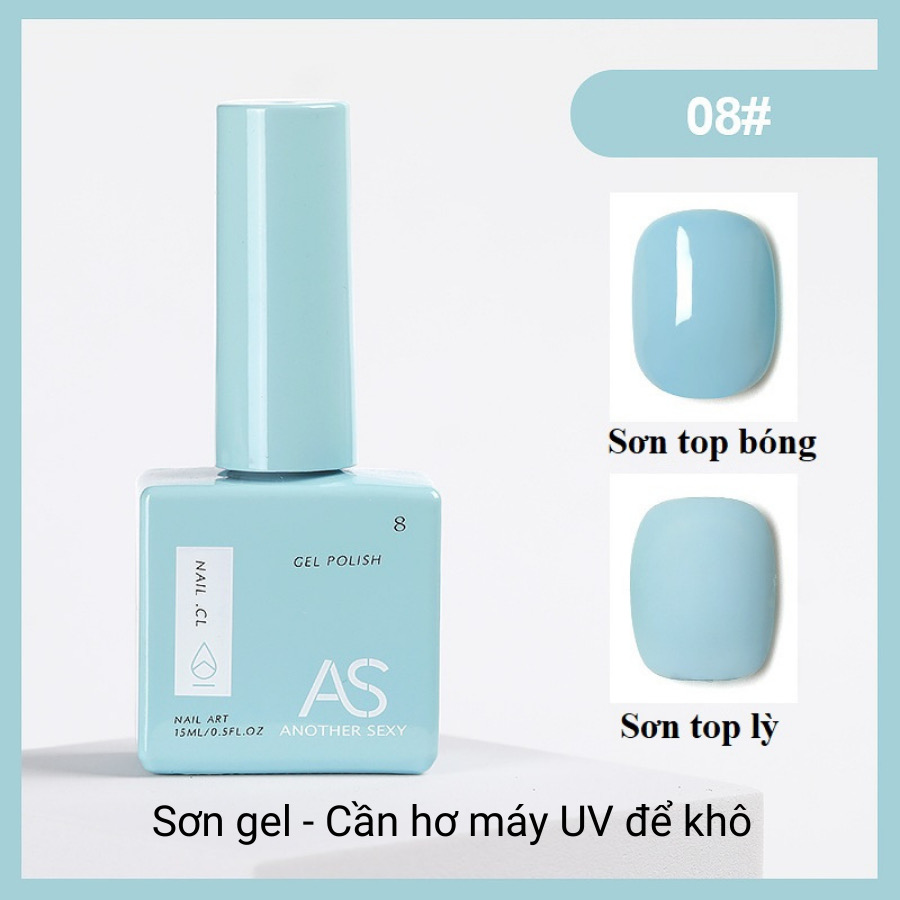 08#
Sơn top bóng
Sơn top lỳ
8
GEL POLISH
NAIL .CL
AS
NAIL ART
15ML/0.5FL.OZ
ANOTHER SEXY
Sơn gel - Cần hơ máy UV để khô